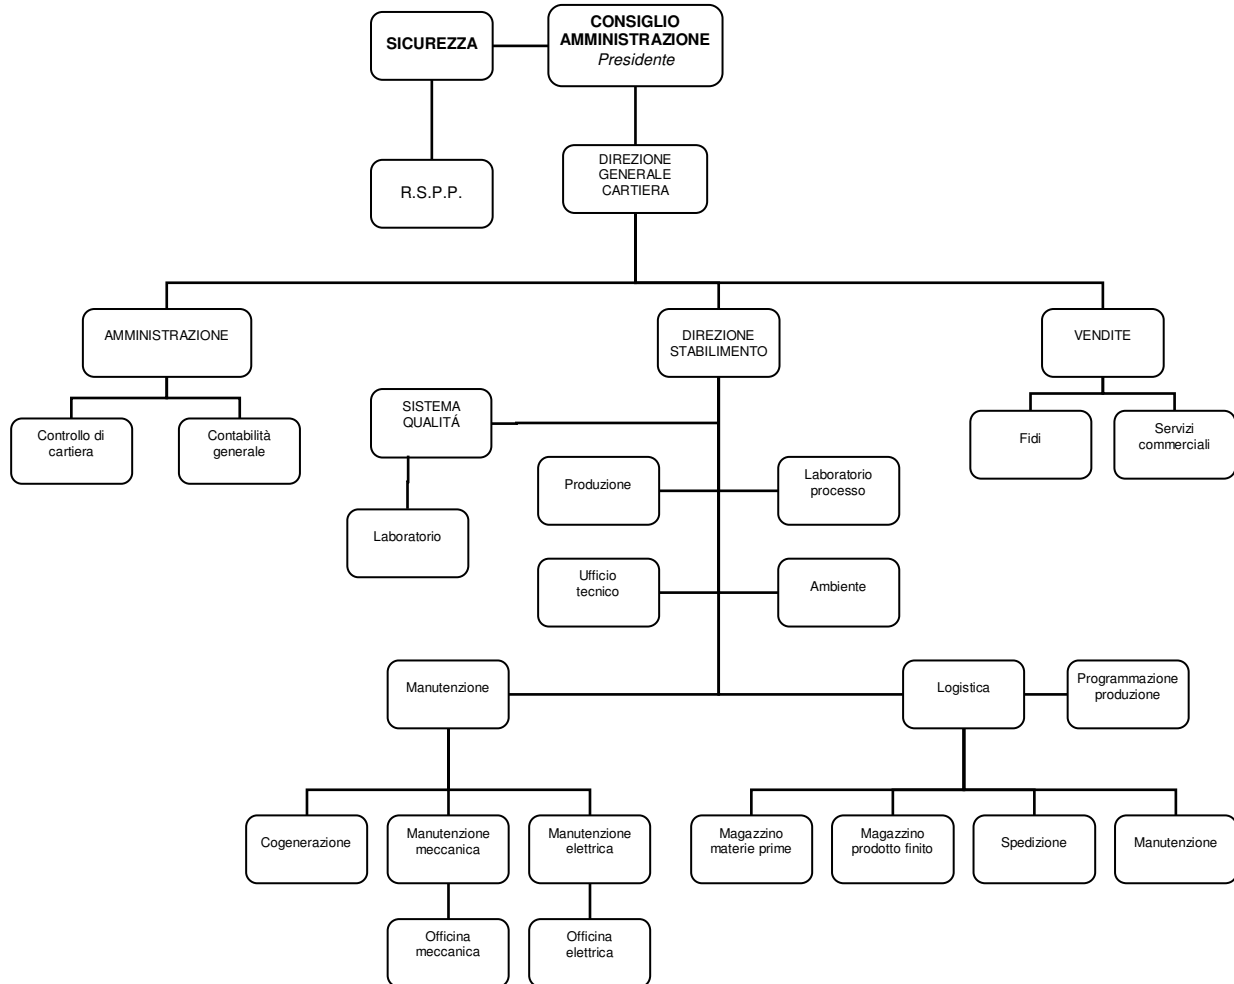 SICUREZZA
CONSIGLIO
AMMINISTRAZIONE
Presidente
R.S.P.P.
DIREZIONE
GENERALE
CARTIERA
AMMINISTRAZIONE
DIREZIONE
STABILIMENTO
VENDITE
Controllo di
cartiera
Contabilità
generale
SISTEMA
QUALITÁ
Fidi
Servizi
commerciali
Produzione
Laboratorio
processo
Laboratorio
Ufficio
tecnico
Ambiente
Manutenzione
Logistica
Programmazione
produzione
Cogenerazione
Manutenzione
meccanica
Manutenzione
elettrica
Magazzino
materie prime
Magazzino
prodotto finito
Spedizione
Manutenzione
Officina
meccanica
Officina
elettrica